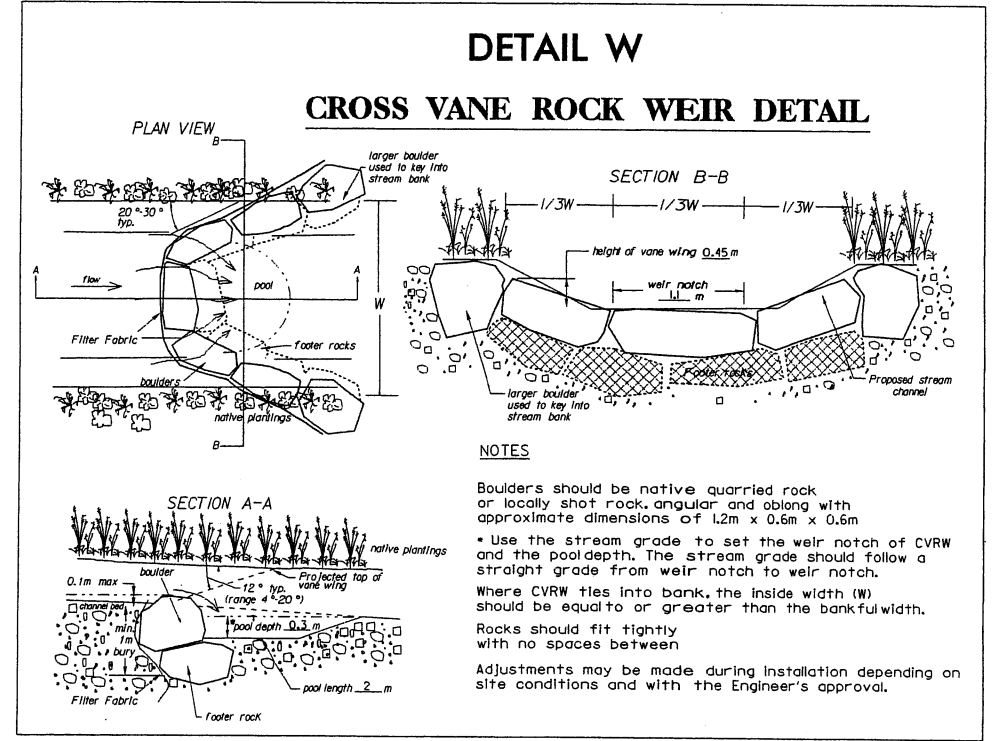 DETAIL W
CROSS VANE ROCK WEIR DETAIL
PLAN VIEW
B
larger boulder
used to key into
stream bank
20°-30°
typ.
A
A
flow
pool
W
Filter Fabric
footer rocks
boulders
native plantings
B
SECTION B-B
1/3W
1/3W
1/3W
height of vane wing 0.45 m
weir notch
1.1 m
Footer rocks
larger boulder
used to key into
stream bank
Proposed stream
channel
SECTION A-A
native plantings
boulder
Projected top of
vane wing
0.1m max
12° typ.
(range 4°-20°)
channel bed
min.
1m
bury
*pool depth 0.3 m
pool length 2 m
Filter Fabric
footer rock
NOTES
Boulders should be native quarried rock
or locally shot rock. angular and oblong with
approximate dimensions of 1.2m x 0.6m x 0.6m
* Use the stream grade to set the weir notch of CVRW
and the pool depth. The stream grade should follow a
straight grade from weir notch to weir notch.
Where CVRW ties into bank, the inside width (W)
should be equal to or greater than the bankful width.
Rocks should fit tightly
with no spaces between
Adjustments may be made during installation depending on
site conditions and with the Engineer's approval.